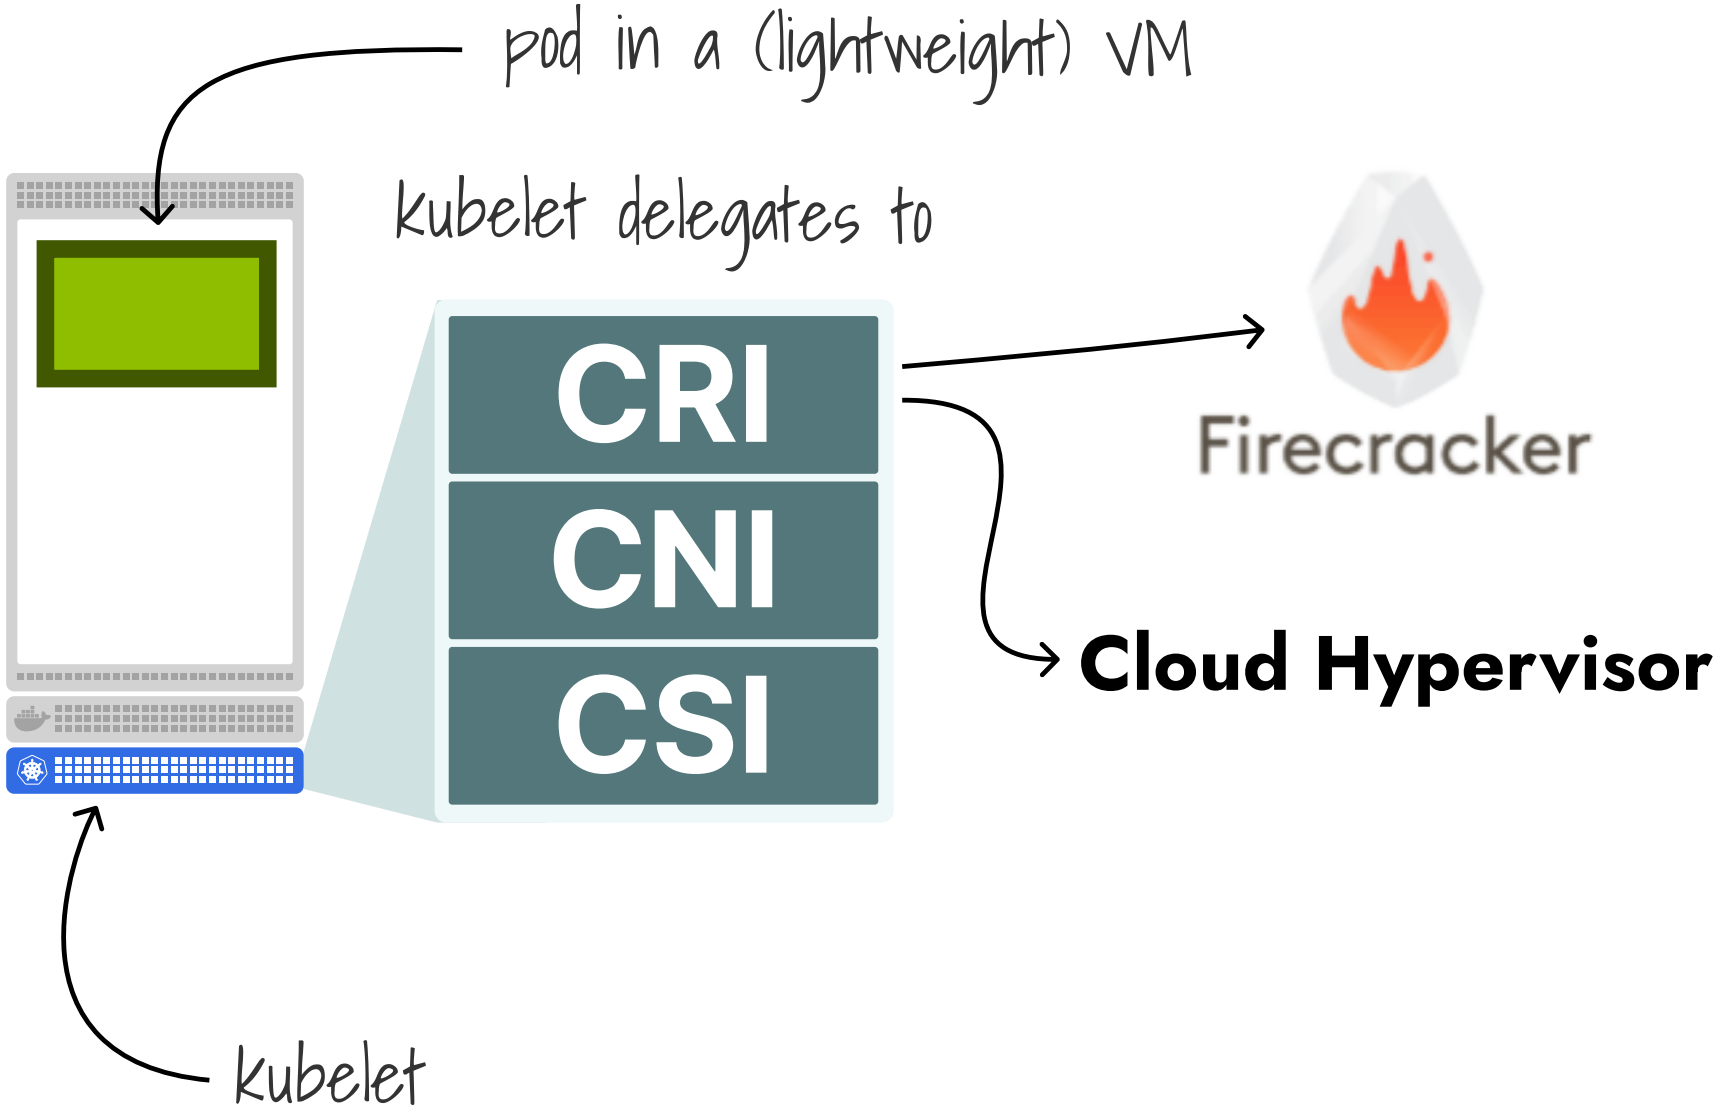 pod in a (lightweight) VM
kubelet delegates to
CRI
CNI
CSI
Firecracker
Cloud Hypervisor
kubelet